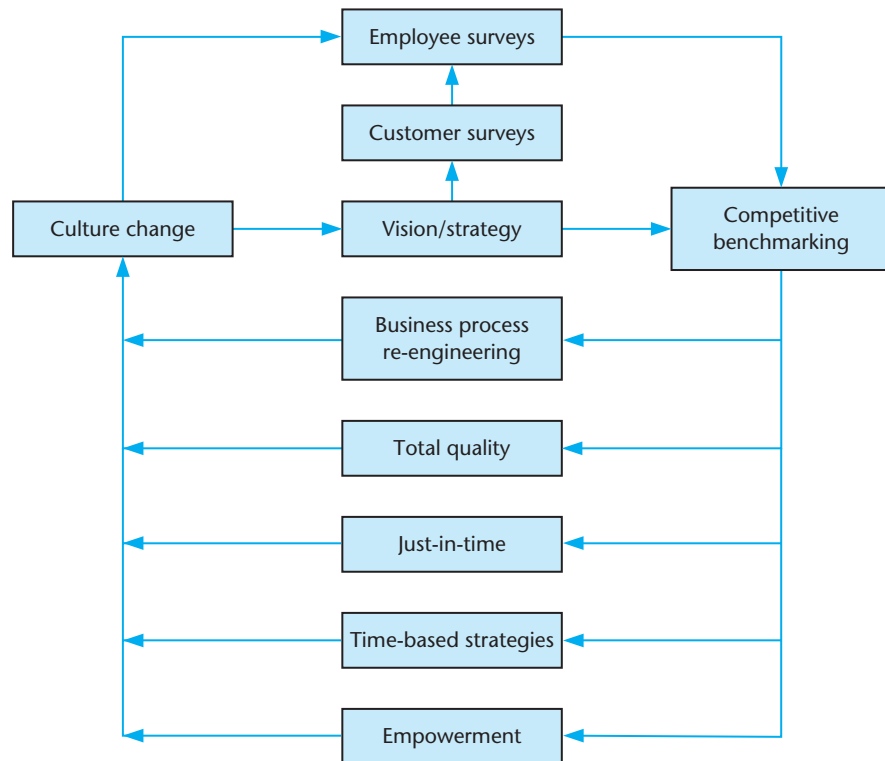 Employee surveys
Customer surveys
Culture change
Vision/strategy
Competitive
benchmarking
Business process
re-engineering
Total quality
Just-in-time
Time-based strategies
Empowerment